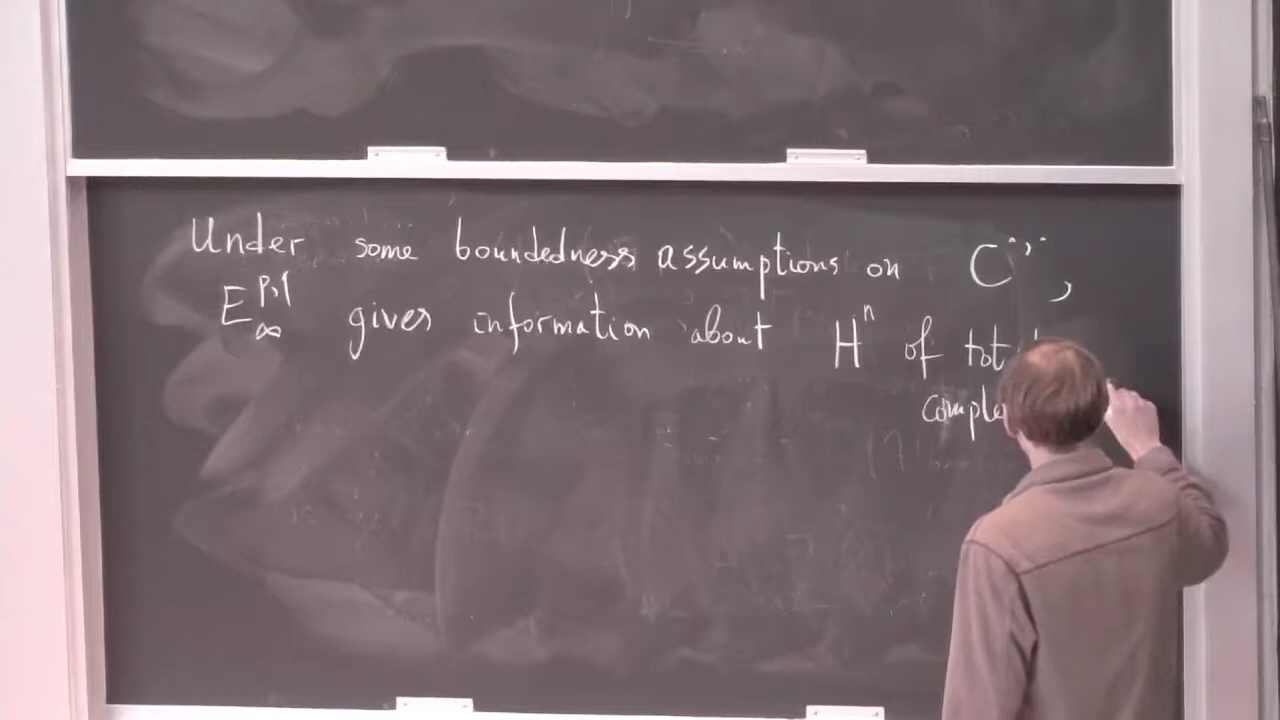 Under some boundedness assumptions on C^{·,·},
E_∞^{p,q} gives information about H^n of tot
comple